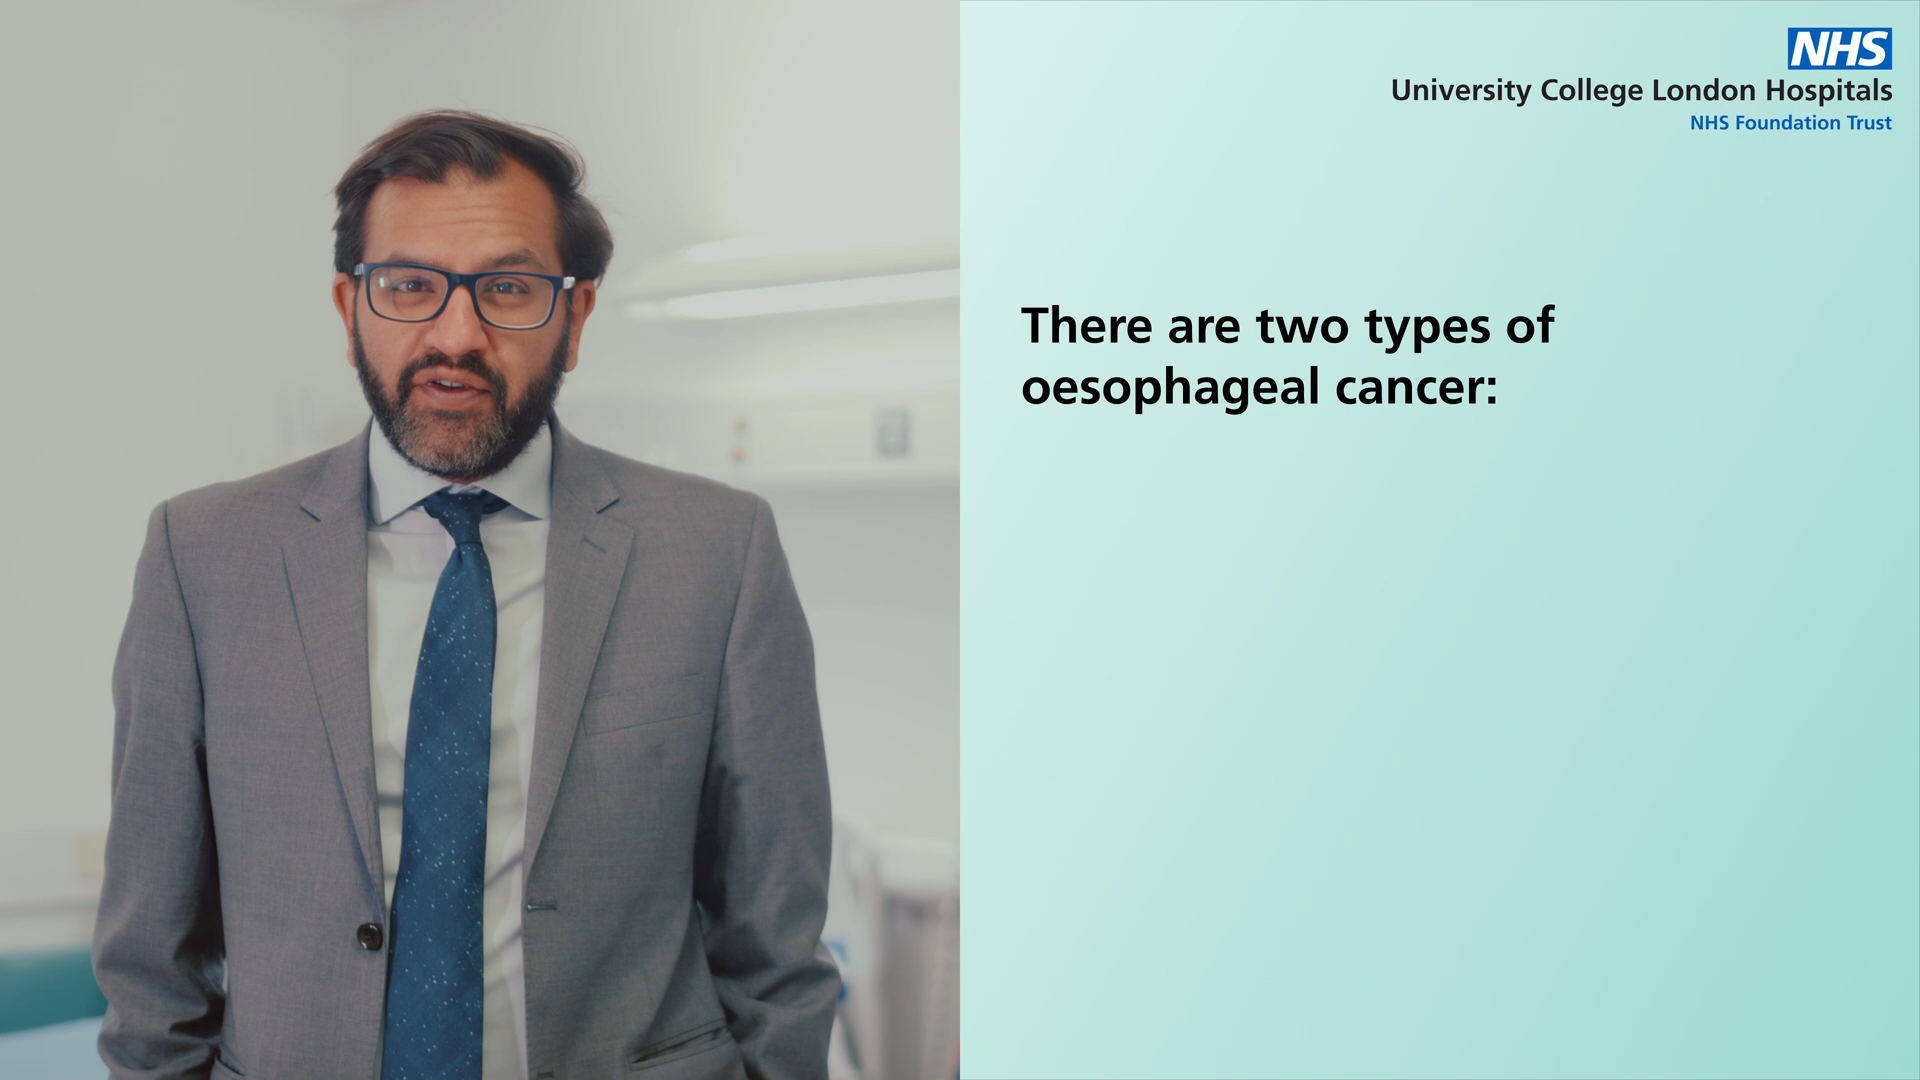 NHS
University College London Hospitals
NHS Foundation Trust
There are two types of
oesophageal cancer: